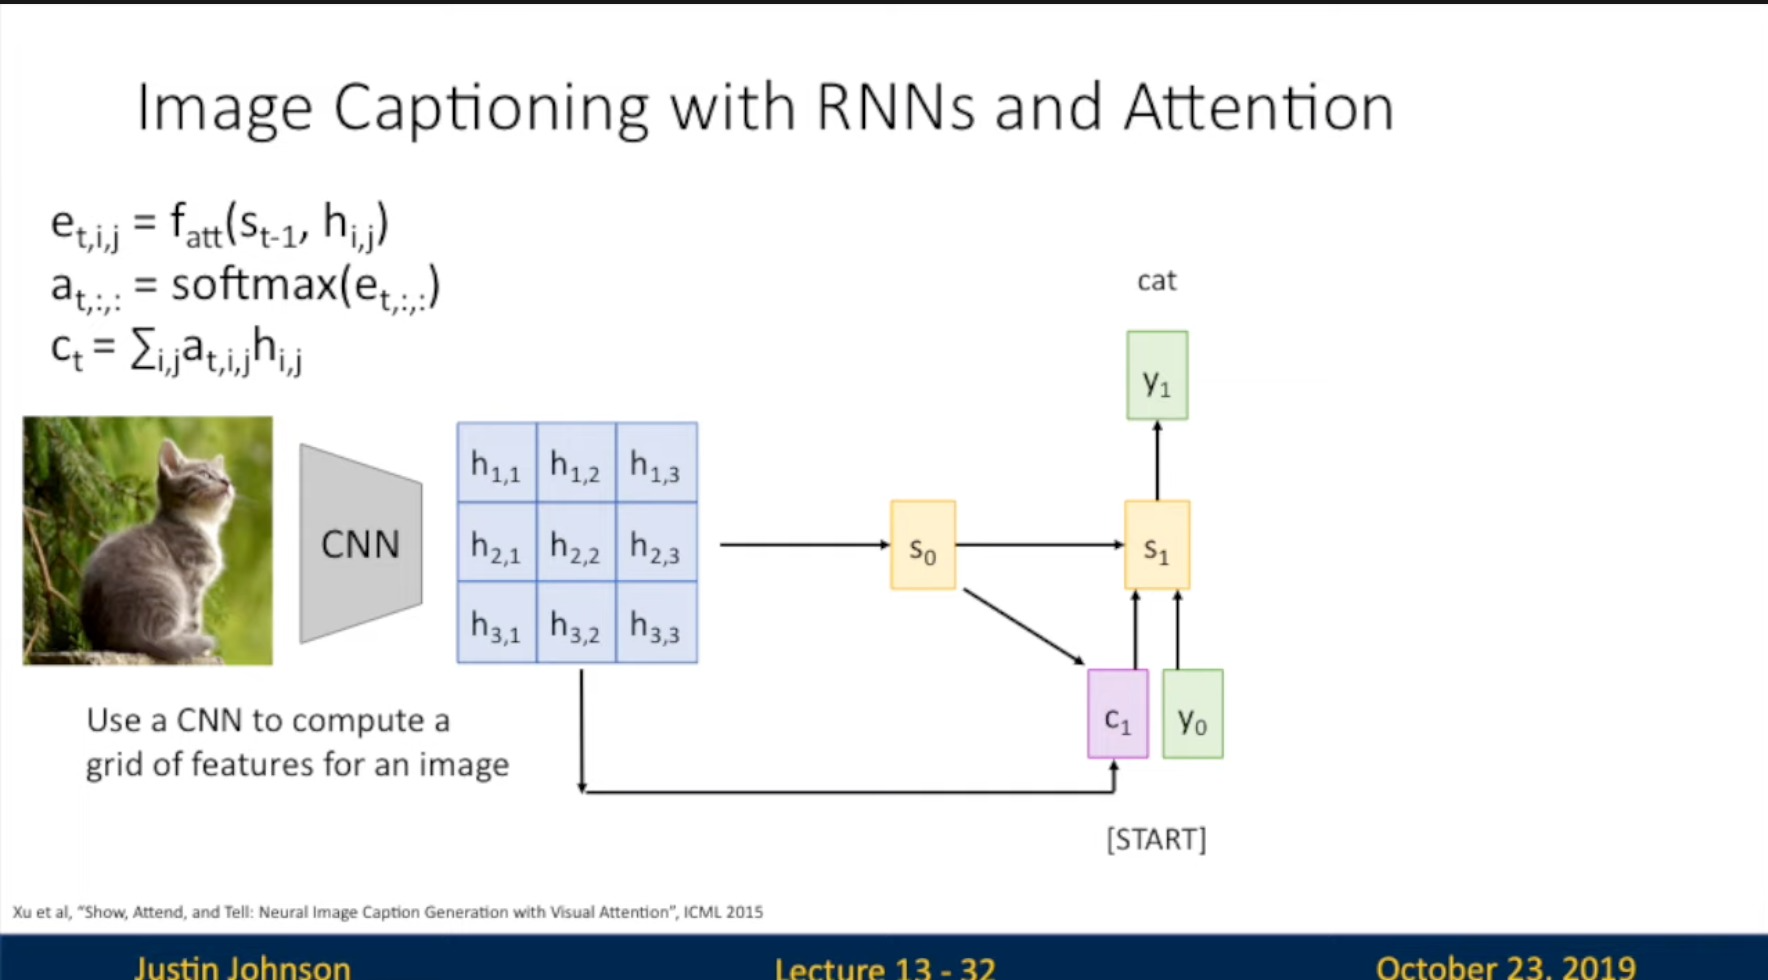 Image Captioning with RNNs and Attention
e_{t,i,j} = f_{att}(s_{t-1}, h_{i,j})
a_{t,:,:} = softmax(e_{t,:,:})
c_t = ∑_{i,j}a_{t,i,j}h_{i,j}
cat
y_1
CNN
h_{1,1} h_{1,2} h_{1,3}
h_{2,1} h_{2,2} h_{2,3}
h_{3,1} h_{3,2} h_{3,3}
s_0
s_1
c_1
y_0
[START]
Use a CNN to compute a
grid of features for an image
Xu et al, "Show, Attend, and Tell: Neural Image Caption Generation with Visual Attention", ICML 2015
Justin Johnson
Lecture 13 - 32
October 23, 2019